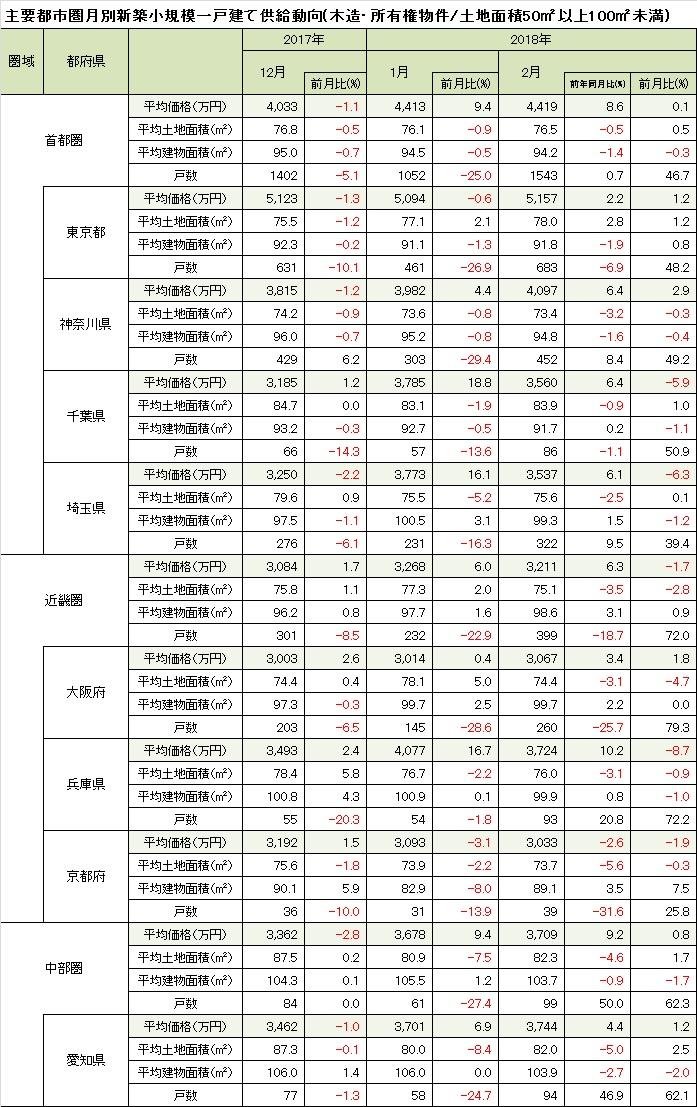 主要都市圏月別新築小規模一戸建て供給動向(木造・所有権物件/土地面積50㎡以上100㎡未満)
圏域 都府県 2017年 2018年
12月 前月比(%) 1月 前月比(%) 2月 前年同月比(%) 前月比(%)
首都圏
平均価格(万円) 4,033 -1.1 4,413 9.4 4,419 8.6 0.1
平均土地面積(㎡) 76.8 -0.5 76.1 -0.9 76.5 -0.5 0.5
平均建物面積(㎡) 95.0 -0.7 94.5 -0.5 94.2 -1.4 -0.3
戸数 1402 -5.1 1052 -25.0 1543 0.7 46.7
東京都
平均価格(万円) 5,123 -1.3 5,094 -0.6 5,157 2.2 1.2
平均土地面積(㎡) 75.5 -1.2 77.1 2.1 78.0 2.8 1.2
平均建物面積(㎡) 92.3 -0.2 91.1 -1.3 91.8 -1.9 0.8
戸数 631 -10.1 461 -26.9 683 -6.9 48.2
神奈川県
平均価格(万円) 3,815 -1.2 3,982 4.4 4,097 6.4 2.9
平均土地面積(㎡) 74.2 -0.9 73.6 -0.8 73.4 -3.2 -0.3
平均建物面積(㎡) 96.0 -0.7 95.2 -0.8 94.8 -1.6 -0.4
戸数 429 6.2 303 -29.4 452 8.4 49.2
千葉県
平均価格(万円) 3,185 1.2 3,785 18.8 3,560 6.4 -5.9
平均土地面積(㎡) 84.7 0.0 83.1 -1.9 83.9 -0.9 1.0
平均建物面積(㎡) 93.2 -0.3 92.7 -0.5 91.7 0.2 -1.1
戸数 66 -14.3 57 -13.6 86 -1.1 50.9
埼玉県
平均価格(万円) 3,250 -2.2 3,773 16.1 3,537 6.1 -6.3
平均土地面積(㎡) 79.6 0.9 75.5 -5.2 75.6 -2.5 0.1
平均建物面積(㎡) 97.5 -1.1 100.5 3.1 99.3 1.5 -1.2
戸数 276 -6.1 231 -16.3 322 9.5 39.4
近畿圏
平均価格(万円) 3,084 1.7 3,268 6.0 3,211 6.3 -1.7
平均土地面積(㎡) 75.8 1.1 77.3 2.0 75.1 -3.5 -2.8
平均建物面積(㎡) 96.2 0.8 97.7 1.6 98.6 3.1 0.9
戸数 301 -8.5 232 -22.9 399 -18.7 72.0
大阪府
平均価格(万円) 3,003 2.6 3,014 0.4 3,067 3.4 1.8
平均土地面積(㎡) 74.4 0.4 78.1 5.0 74.4 -3.1 -4.7
平均建物面積(㎡) 97.3 -0.3 99.7 2.5 99.7 2.2 0.0
戸数 203 -6.5 145 -28.6 260 -25.7 79.3
兵庫県
平均価格(万円) 3,493 2.4 4,077 16.7 3,724 10.2 -8.7
平均土地面積(㎡) 78.4 5.8 76.7 -2.2 76.0 -3.1 -0.9
平均建物面積(㎡) 100.8 4.3 100.9 0.1 99.9 0.8 -1.0
戸数 55 -20.3 54 -1.8 93 20.8 72.2
京都府
平均価格(万円) 3,192 1.5 3,093 -3.1 3,033 -2.6 -1.9
平均土地面積(㎡) 75.6 -1.8 73.9 -2.2 73.7 -5.6 -0.3
平均建物面積(㎡) 90.1 5.9 82.9 -8.0 89.1 3.5 7.5
戸数 36 -10.0 31 -13.9 39 -31.6 25.8
中部圏
平均価格(万円) 3,362 -2.8 3,678 9.4 3,709 9.2 0.8
平均土地面積(㎡) 87.5 0.2 80.9 -7.5 82.3 -4.6 1.7
平均建物面積(㎡) 104.3 0.1 105.5 1.2 103.7 -0.9 -1.7
戸数 84 0.0 61 -27.4 99 50.0 62.3
愛知県
平均価格(万円) 3,462 -1.0 3,701 6.9 3,744 4.4 1.2
平均土地面積(㎡) 87.3 -0.1 80.0 -8.4 82.0 -5.0 2.5
平均建物面積(㎡) 106.0 1.4 106.0 0.0 103.9 -2.7 -2.0
戸数 77 -1.3 58 -24.7 94 46.9 62.1